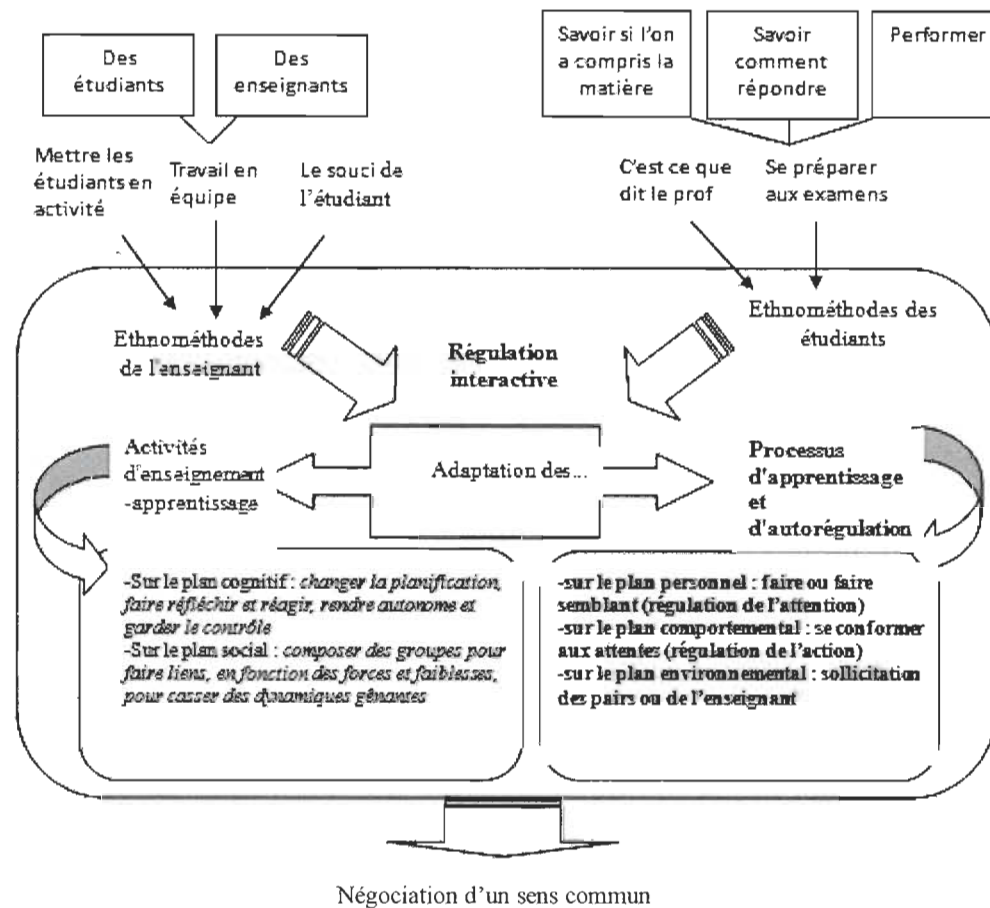 Des
étudiants
Des
enseignants
Savoir si l'on
a compris la
matière
Savoir
comment
répondre
Performer
Mettre les
étudiants en
activité
Travail en
équipe
Le souci de
l'étudiant
C'est ce que
dit le prof
Se préparer
aux examens
Ethnométhodes
de l'enseignant
Régulation
interactive
Ethnométhodes des
étudiants
Activités
d'enseignement
-apprentissage
Adaptation des...
Processus
d'apprentissage
et
d'autorégulation
-Sur le plan cognitif : changer la planification,
faire réfléchir et réagir, rendre autonome et
garder le contrôle
-Sur le plan social : composer des groupes pour
faire liens, en fonction des forces et faiblesses,
pour casser des dynamiques gênantes
-sur le plan personnel : faire ou faire
semblant (régulation de l'attention)
-sur le plan comportemental : se conformer
aux attentes (régulation de l'action)
-sur le plan environnemental : sollicitation
des pairs ou de l'enseignant
Négociation d'un sens commun